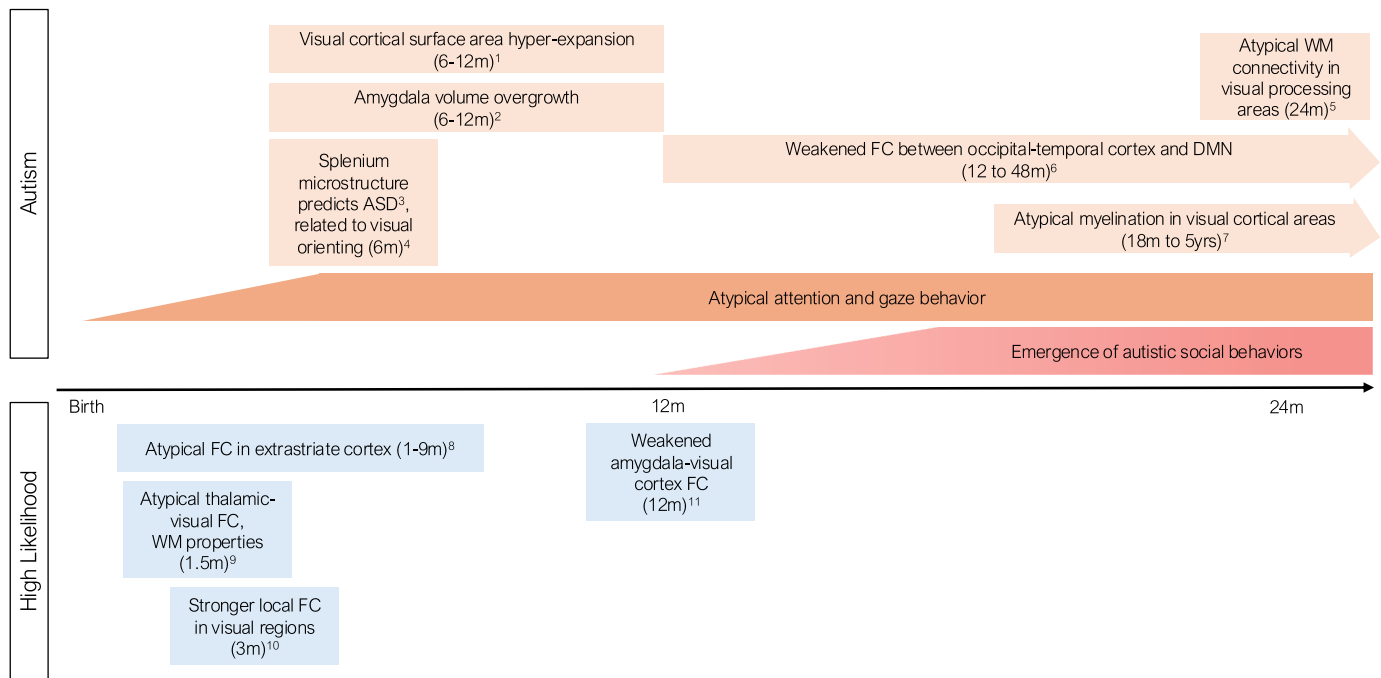 Autism
Visual cortical surface area hyper-expansion
(6-12m)¹
Amygdala volume overgrowth
(6-12m)²
Splenium
microstructure
predicts ASD³,
related to visual
orienting (6m)⁴
Atypical WM
connectivity in
visual processing
areas (24m)⁵
Weakened FC between occipital-temporal cortex and DMN
(12 to 48m)⁶
Atypical myelination in visual cortical areas
(18m to 5yrs)⁷
Atypical attention and gaze behavior
Emergence of autistic social behaviors
Birth
12m
24m
High Likelihood
Atypical FC in extrastriate cortex (1-9m)⁸
Atypical thalamic-
visual FC,
WM properties
(1.5m)⁹
Stronger local FC
in visual regions
(3m)¹⁰
Weakened
amygdala-visual
cortex FC
(12m)¹¹